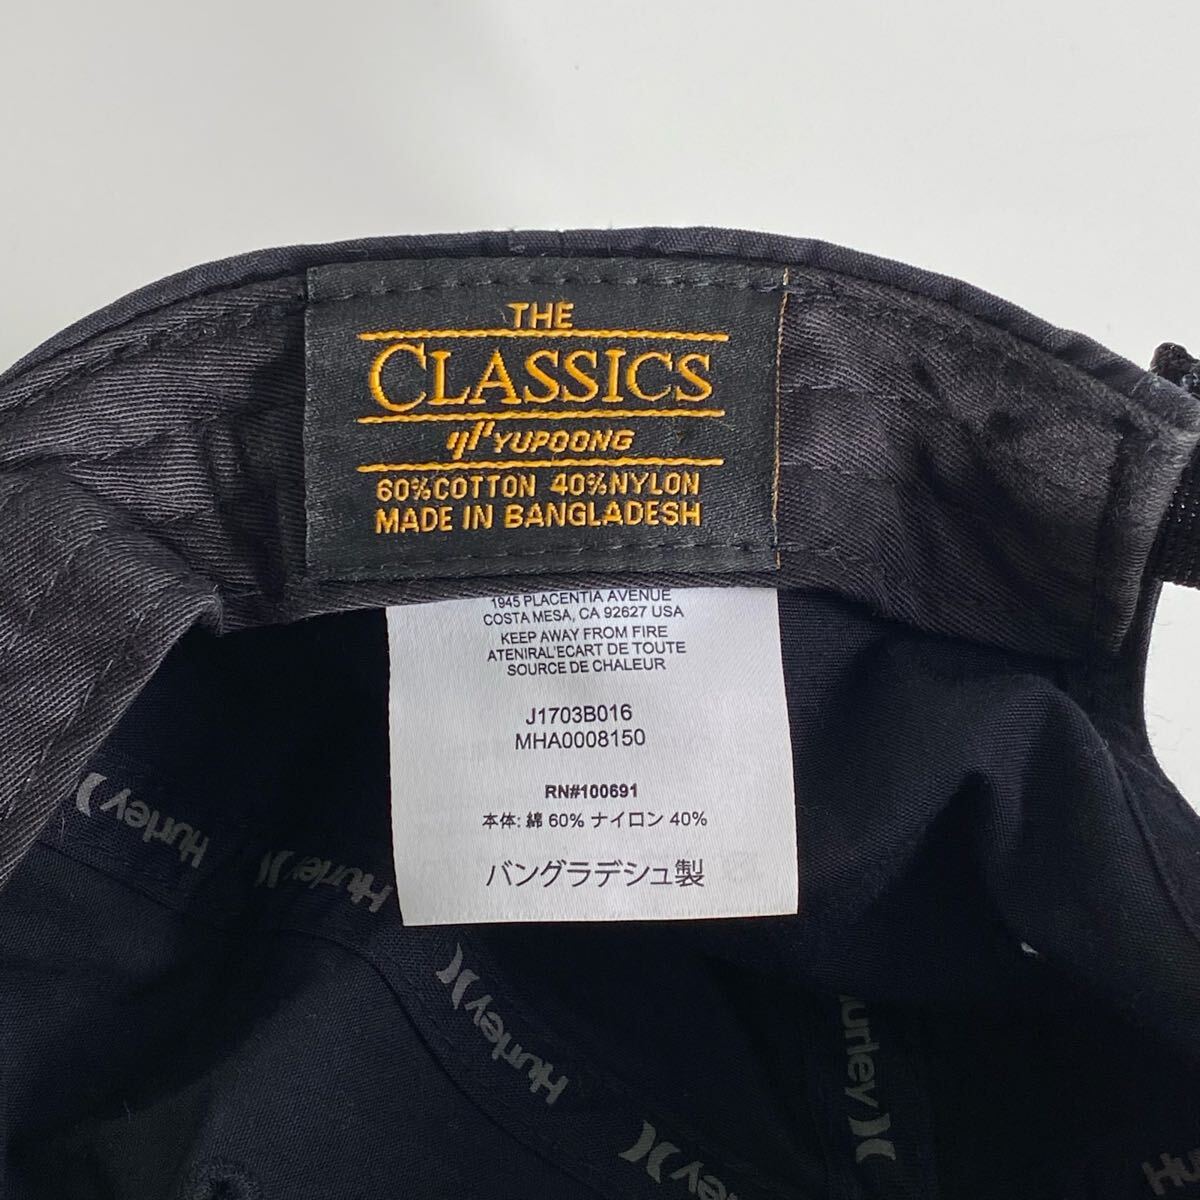 THE
CLASSICS
YUPOONG
60%COTTON 40%NYLON
MADE IN BANGLADESH
1945 PLACENTIA AVENUE
COSTA MESA, CA 92627 USA
KEEP AWAY FROM FIRE
ATENIRAL'ECART DE TOUTE
SOURCE DE CHALEUR
J1703B016
MHA0008150
RN#100691
本体: 綿 60% ナイロン 40%
バングラデシュ製
Hurley
Hurley
Hurley
Hurley
Hurley
Hurley